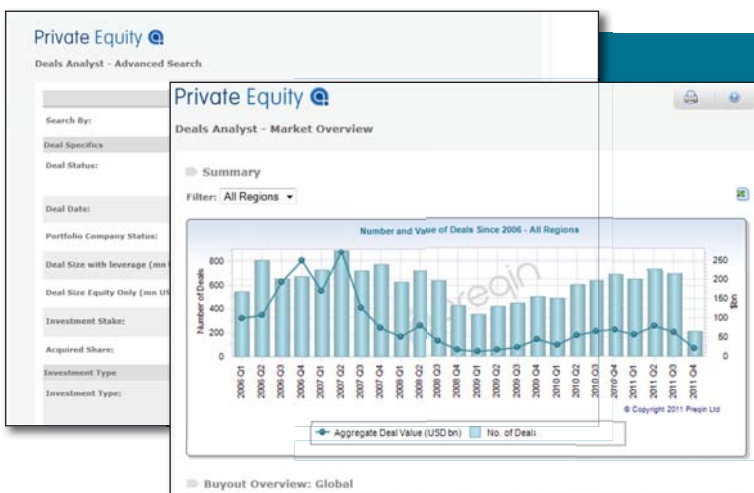 Private Equity
Deals Analyst - Advanced Search
Search By:
Deal Specifics
Deal Status:
Deal Date:
Portfolio Company Status:
Deal Size with leverage (mn
Deal Size Equity Only (mn US
Investment Stake:
Acquired Share:
Investment Type
Investment Type:
Private Equity
Deals Analyst - Market Overview
Summary
Filter: All Regions
Number and Value of Deals Since 2006 - All Regions
Number of Deals
800
600
400
200
0
250
200
150
100
50
0
$bn
Preqin
2006 Q1
2006 Q2
2006 Q3
2006 Q4
2007 Q1
2007 Q2
2007 Q3
2007 Q4
2008 Q1
2008 Q2
2008 Q3
2008 Q4
2009 Q1
2009 Q2
2009 Q3
2009 Q4
2010 Q1
2010 Q2
2010 Q3
2010 Q4
2011 Q1
2011 Q2
2011 Q3
2011 Q4
© Copyright 2011 Preqin Ltd
Aggregate Deal Value (USD bn) No. of Deals
Buyout Overview: Global